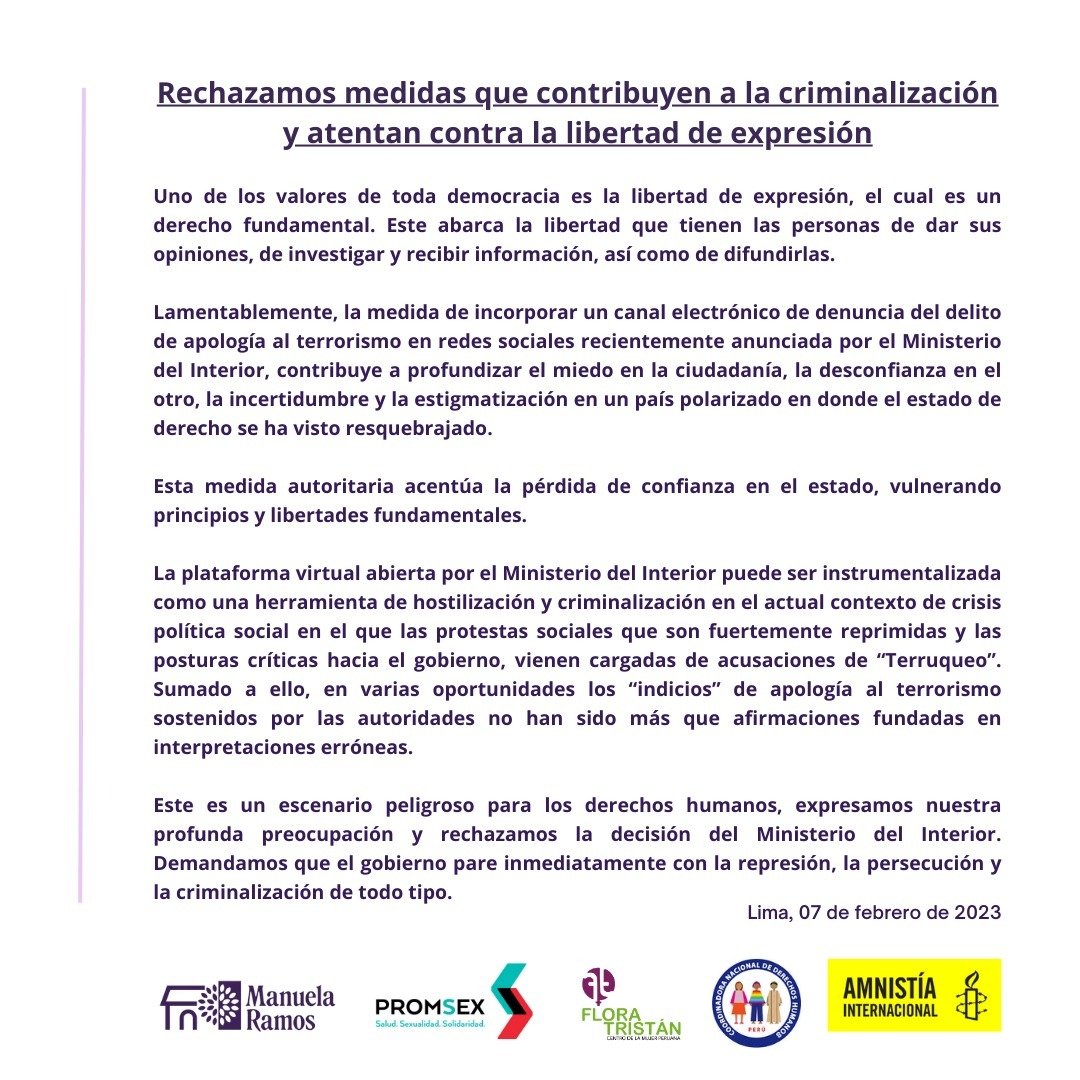 Rechazamos medidas que contribuyen a la criminalización
y atentan contra la libertad de expresión
Uno de los valores de toda democracia es la libertad de expresión, el cual es un
derecho fundamental. Este abarca la libertad que tienen las personas de dar sus
opiniones, de investigar y recibir información, así como de difundirlas.
Lamentablemente, la medida de incorporar un canal electrónico de denuncia del delito
de apología al terrorismo en redes sociales recientemente anunciada por el Ministerio
del Interior, contribuye a profundizar el miedo en la ciudadanía, la desconfianza en el
otro, la incertidumbre y la estigmatización en un país polarizado en donde el estado de
derecho se ha visto resquebrajado.
Esta medida autoritaria acentúa la pérdida de confianza en el estado, vulnerando
principios y libertades fundamentales.
La plataforma virtual abierta por el Ministerio del Interior puede ser instrumentalizada
como una herramienta de hostilización y criminalización en el actual contexto de crisis
política social en el que las protestas sociales que son fuertemente reprimidas y las
posturas críticas hacia el gobierno, vienen cargadas de acusaciones de “Terruqueo”.
Sumado a ello, en varias oportunidades los “indicios” de apología al terrorismo
sostenidos por las autoridades no han sido más que afirmaciones fundadas en
interpretaciones erróneas.
Este es un escenario peligroso para los derechos humanos, expresamos nuestra
profunda preocupación y rechazamos la decisión del Ministerio del Interior.
Demandamos que el gobierno pare inmediatamente con la represión, la persecución y
la criminalización de todo tipo.
Lima, 07 de febrero de 2023
Manuela
Ramos
PROMSEX
Salud. Sexualidad. Solidaridad.
FLORA
TRISTÁN
CENTRO DE LA MUJER PERUANA
COORDINADORA NACIONAL DE DERECHOS HUMANOS
PERÚ
AMNISTÍA
INTERNACIONAL